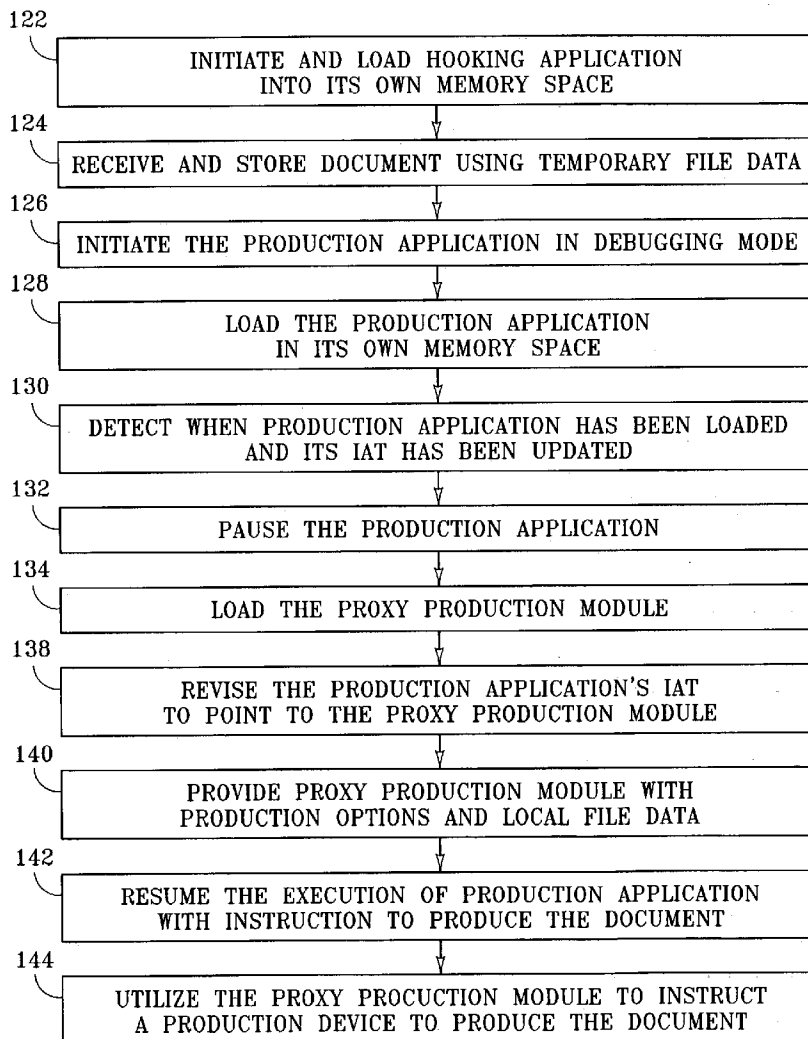 122
INITIATE AND LOAD HOOKING APPLICATION
INTO ITS OWN MEMORY SPACE
124
RECEIVE AND STORE DOCUMENT USING TEMPORARY FILE DATA
126
INITIATE THE PRODUCTION APPLICATION IN DEBUGGING MODE
128
LOAD THE PRODUCTION APPLICATION
IN ITS OWN MEMORY SPACE
130
DETECT WHEN PRODUCTION APPLICATION HAS BEEN LOADED
AND ITS IAT HAS BEEN UPDATED
132
PAUSE THE PRODUCTION APPLICATION
134
LOAD THE PROXY PRODUCTION MODULE
138
REVISE THE PRODUCTION APPLICATION'S IAT
TO POINT TO THE PROXY PRODUCTION MODULE
140
PROVIDE PROXY PRODUCTION MODULE WITH
PRODUCTION OPTIONS AND LOCAL FILE DATA
142
RESUME THE EXECUTION OF PRODUCTION APPLICATION
WITH INSTRUCTION TO PRODUCE THE DOCUMENT
144
UTILIZE THE PROXY PROCUCTION MODULE TO INSTRUCT
A PRODUCTION DEVICE TO PRODUCE THE DOCUMENT